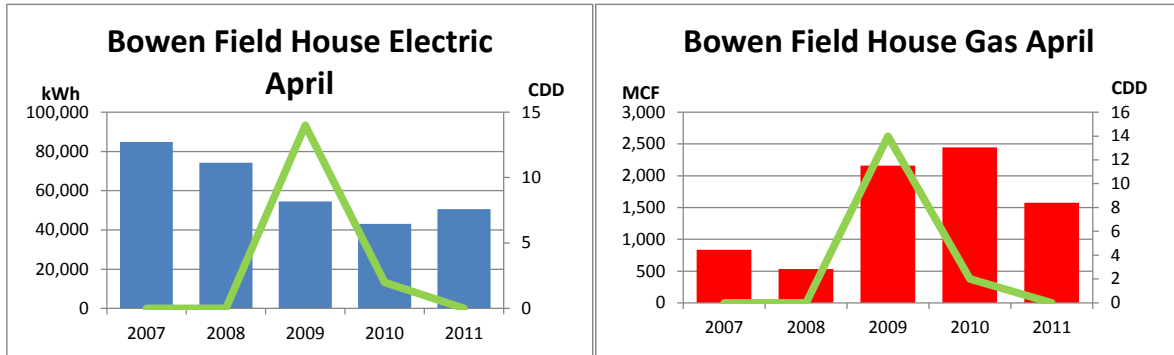 Bowen Field House Electric
April
kWh
CDD
100,000
80,000
60,000
40,000
20,000
0
15
10
5
0
2007 2008 2009 2010 2011
Bowen Field House Gas April
MCF
CDD
3,000
2,500
2,000
1,500
1,000
500
0
16
14
12
10
8
6
4
2
0
2007 2008 2009 2010 2011